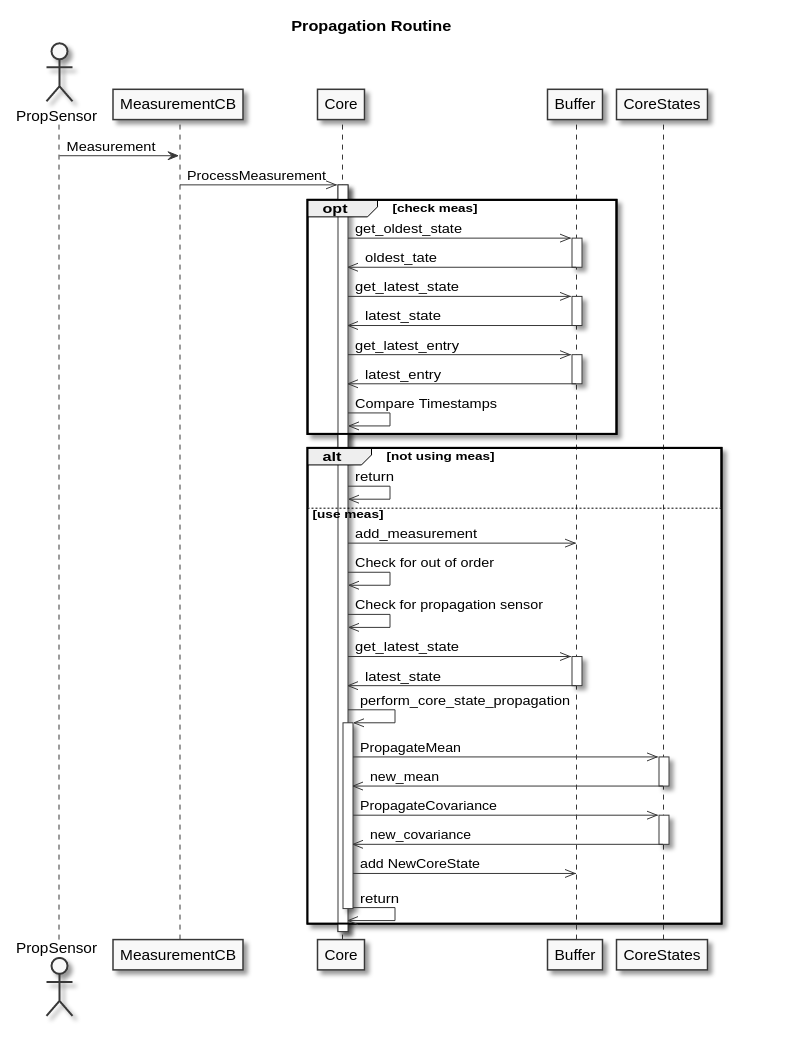 Propagation Routine
PropSensor
MeasurementCB
Core
Buffer
CoreStates
Measurement
ProcessMeasurement
opt
[check meas]
get_oldest_state
oldest_tate
get_latest_state
latest_state
get_latest_entry
latest_entry
Compare Timestamps
alt
[not using meas]
return
[use meas]
add_measurement
Check for out of order
Check for propagation sensor
get_latest_state
latest_state
perform_core_state_propagation
PropagateMean
new_mean
PropagateCovariance
new_covariance
add NewCoreState
return
PropSensor
MeasurementCB
Core
Buffer
CoreStates